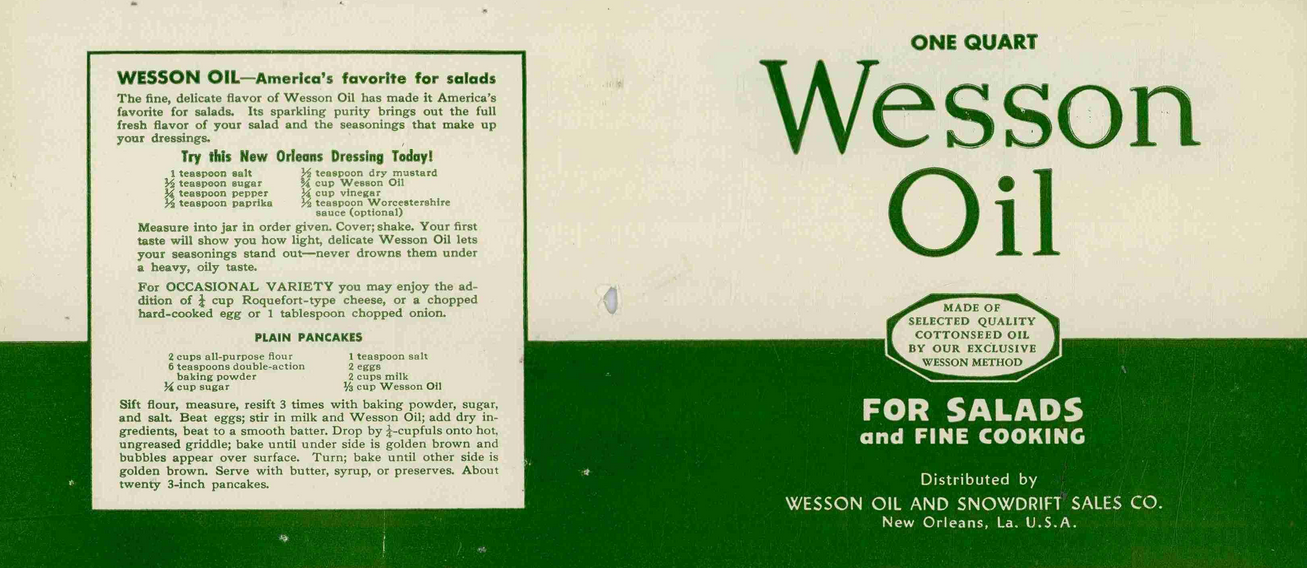 WESSON OIL—America's favorite for salads
The fine, delicate flavor of Wesson Oil has made it America's
favorite for salads. Its sparkling purity brings out the full
fresh flavor of your salad and the seasonings that make up
your dressings.
Try this New Orleans Dressing Today!
1 teaspoon salt
½ teaspoon sugar
¼ teaspoon pepper
½ teaspoon paprika
½ teaspoon dry mustard
¾ cup Wesson Oil
¼ cup vinegar
½ teaspoon Worcestershire
sauce (optional)
Measure into jar in order given. Cover; shake. Your first
taste will show you how light, delicate Wesson Oil lets
your seasonings stand out—never drowns them under
a heavy, oily taste.
For OCCASIONAL VARIETY you may enjoy the ad-
dition of ¼ cup Roquefort-type cheese, or a chopped
hard-cooked egg or 1 tablespoon chopped onion.
PLAIN PANCAKES
2 cups all-purpose flour
6 teaspoons double-action
baking powder
¼ cup sugar
1 teaspoon salt
2 eggs
2 cups milk
⅓ cup Wesson Oil
Sift flour, measure, resift 3 times with baking powder, sugar,
and salt. Beat eggs; stir in milk and Wesson Oil; add dry in-
gredients, beat to a smooth batter. Drop by ¼-cupfuls onto hot,
ungreased griddle; bake until under side is golden brown and
bubbles appear over surface. Turn; bake until other side is
golden brown. Serve with butter, syrup, or preserves. About
twenty 3-inch pancakes.
ONE QUART
Wesson
Oil
MADE OF
SELECTED QUALITY
COTTONSEED OIL
BY OUR EXCLUSIVE
WESSON METHOD
FOR SALADS
and FINE COOKING
Distributed by
WESSON OIL AND SNOWDRIFT SALES CO.
New Orleans, La. U.S.A.